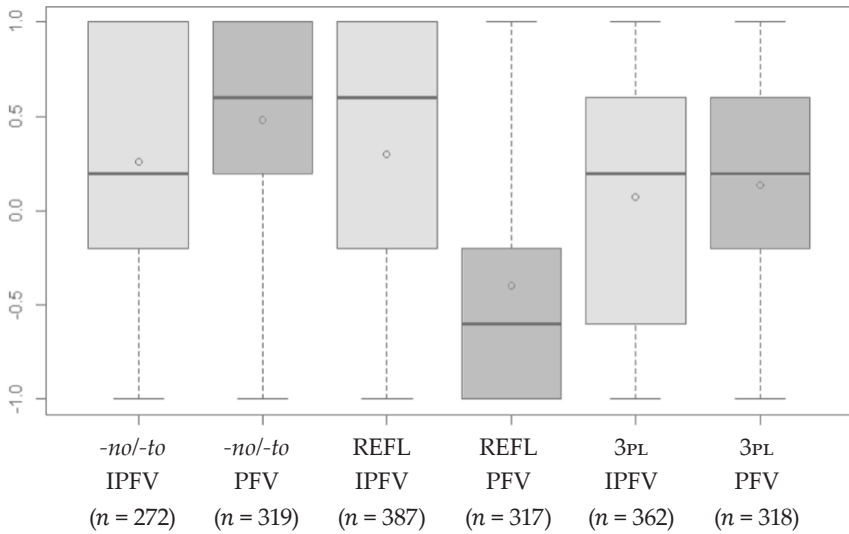 1.0
0.5
0.0
-0.5
-1.0
-no/-to -no/-to REFL REFL 3PL 3PL
IPFV PFV IPFV PFV IPFV PFV
(n = 272) (n = 319) (n = 387) (n = 317) (n = 362) (n = 318)